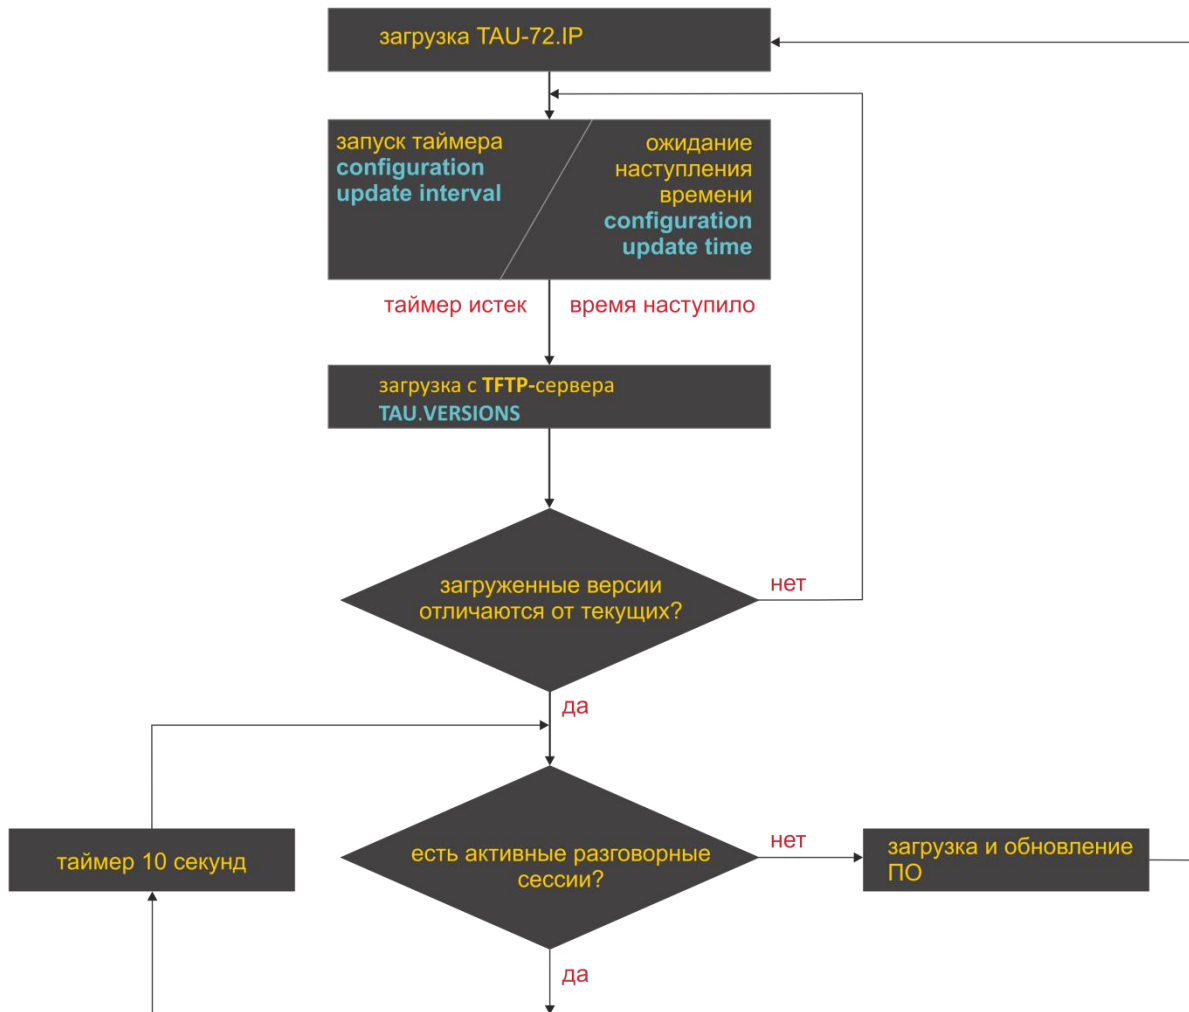 загрузка TAU-72.IP
запуск таймера
configuration
update interval
ожидание
наступления
времени
configuration
update time
таймер истек
время наступило
загрузка с TFTP-сервера
TAU.VERSIONS
загруженные версии
отличаются от текущих?
нет
да
таймер 10 секунд
есть активные разговорные
сессии?
нет
загрузка и обновление
ПО
да